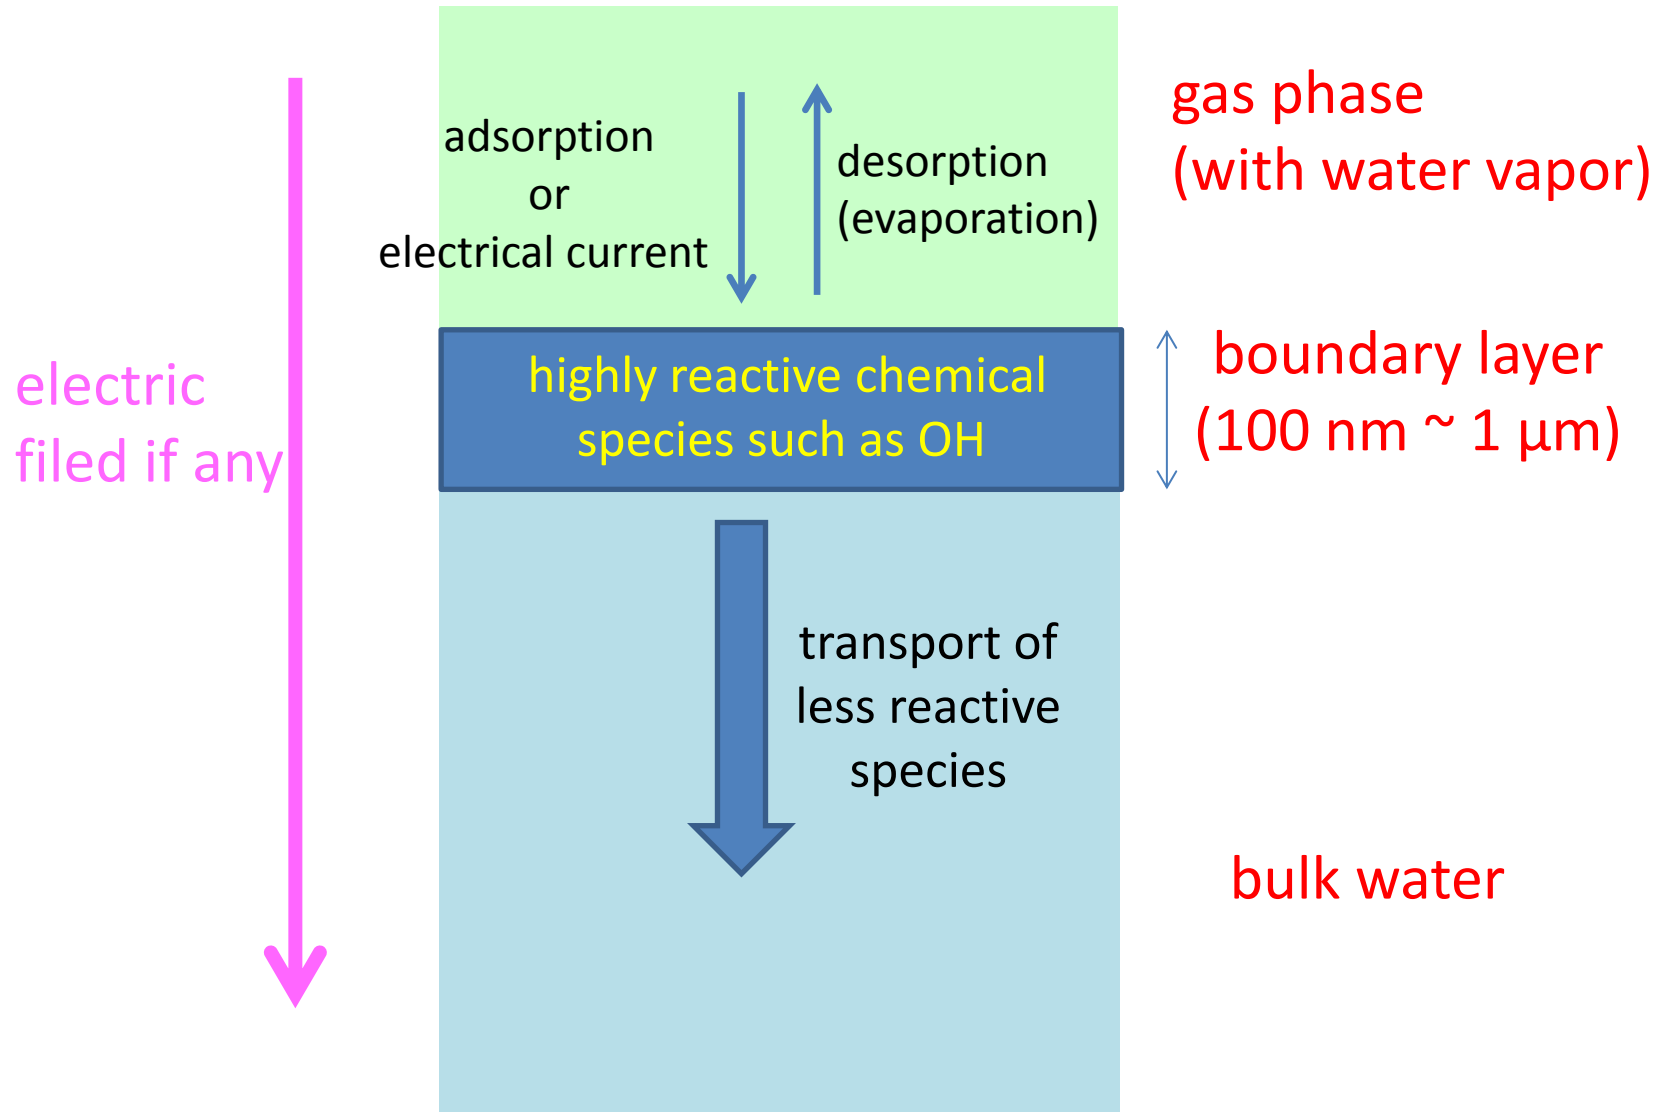 gas phase
(with water vapor)
adsorption
or
electrical current
desorption
(evaporation)
electric
filed if any
highly reactive chemical
species such as OH
boundary layer
(100 nm ~ 1 μm)
transport of
less reactive
species
bulk water